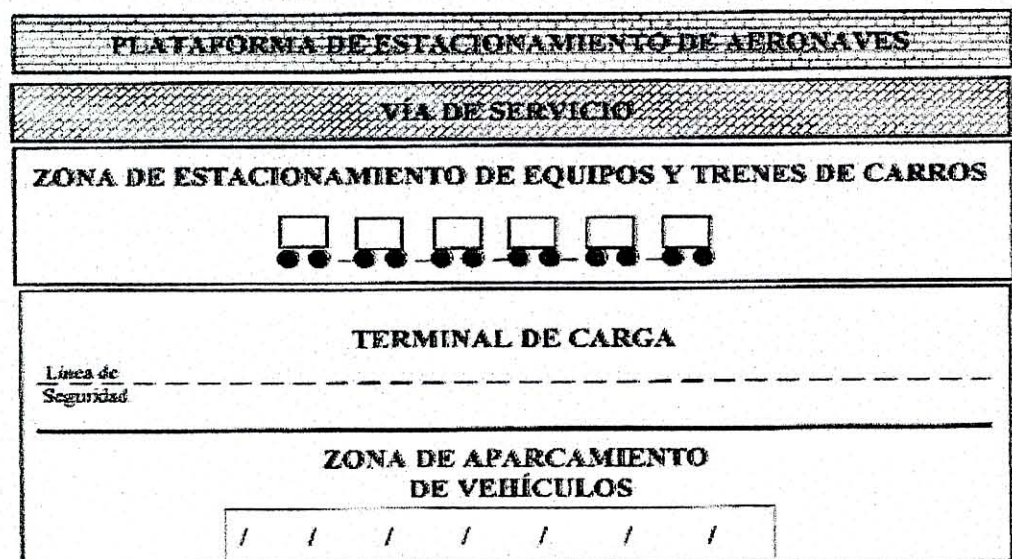 PLATAFORMA DE ESTACIONAMIENTO DE AERONAVES
VÍA DE SERVICIO
ZONA DE ESTACIONAMIENTO DE EQUIPOS Y TRENES DE CARROS
TERMINAL DE CARGA
Línea de
Seguridad
ZONA DE APARCAMIENTO
DE VEHÍCULOS